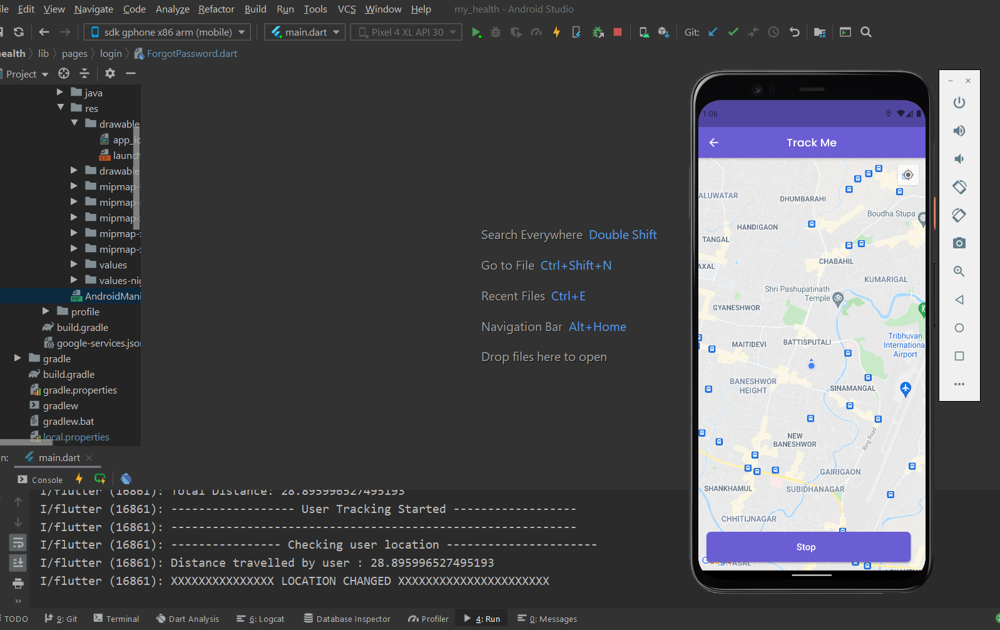 ile Edit View Navigate Code Analyze Refactor Build Run Tools VCS Window Help my_health - Android Studio
sdk gphone x86 arm (mobile) main.dart Pixel 4 XL API 30 Git:
ealth lib pages login ForgotPassword.dart
Project
java
res
drawable
app_ic
launch
drawable-
mipmap-
mipmap-
mipmap-
mipmap-x
mipmap-x
values
values-nig
AndroidMani
profile
build.gradle
google-services.json
gradle
build.gradle
gradle.properties
gradlew
gradlew.bat
local.properties
Search Everywhere Double Shift
Go to File Ctrl+Shift+N
Recent Files Ctrl+E
Navigation Bar Alt+Home
Drop files here to open
1:06
Track Me
ALUWATAR
DHUMBARAHI
Boudha Stupa
HANDIGAON
TANGAL
CHABAHIL
AXAL
KUMARIGAL
Shri Pashupatinath
Temple
GYANESHWOR
Tribhuvan
Internationa
Airport
MAITIDEVI
BATTISPUTALI
BANESHWOR
HEIGHT
SINAMANGAL
NEW
BANESHWOR
Ring Road
GAIRIGAON
SHANKHAMUL
SUBIDHANAGAR
CHHITIJNAGAR
Stop
Google
ASAL
n: main.dart
Console
I/flutter (16861): Total Distance: 28.895996527495193
I/flutter (16861): ------------------ User Tracking Started ------------------
I/flutter (16861): -----------------------------------------------------------
I/flutter (16861): ---------------- Checking user location ----------------------
I/flutter (16861): Distance travelled by user : 28.895996527495193
I/flutter (16861): XXXXXXXXXXXXXXX LOCATION CHANGED XXXXXXXXXXXXXXXXXXXXXX
TODO 9: Git Terminal Dart Analysis 6: Logcat Database Inspector Profiler 4: Run 0: Messages